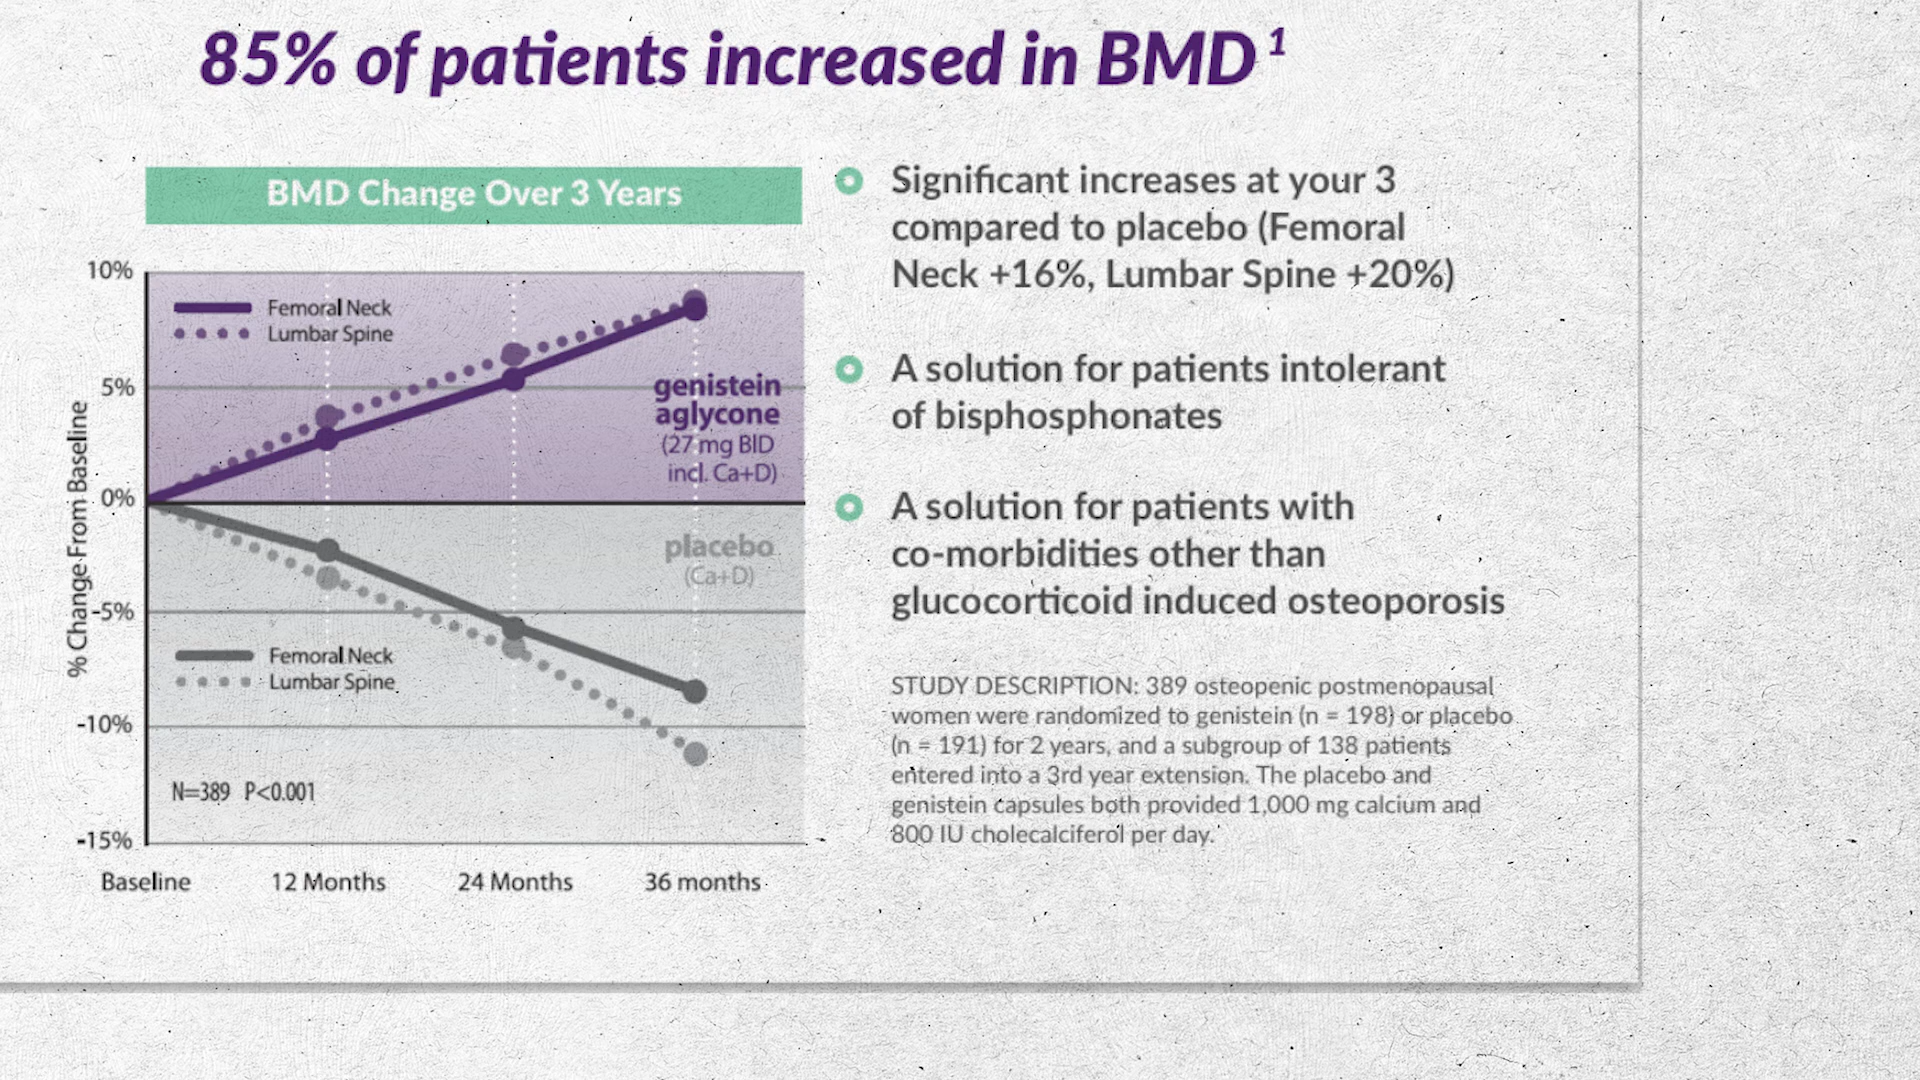 85% of patients increased in BMD1
BMD Change Over 3 Years
10%
5%
0%
-5%
-10%
-15%
% Change From Baseline
Femoral Neck
Lumbar Spine
genistein
aglycone
(27 mg BID
incl. Ca+D)
placebo
(Ca+D)
Femoral Neck
Lumbar Spine
N=389 P<0.001
Baseline
12 Months
24 Months
36 months
Significant increases at your 3
compared to placebo (Femoral
Neck +16%, Lumbar Spine +20%)
A solution for patients intolerant
of bisphosphonates
A solution for patients with
co-morbidities other than
glucocorticoid induced osteoporosis
STUDY DESCRIPTION: 389 osteopenic postmenopausal
women were randomized to genistein (n = 198) or placebo
(n = 191) for 2 years, and a subgroup of 138 patients
entered into a 3rd year extension. The placebo and
genistein capsules both provided 1,000 mg calcium and
800 IU cholecalciferol per day.